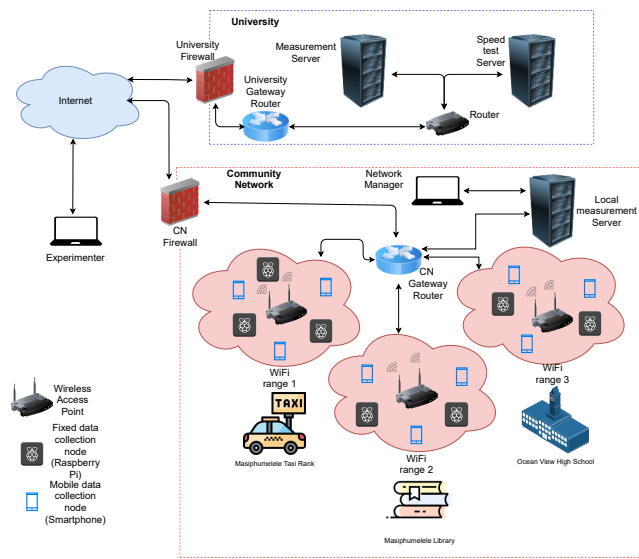 University
University
Firewall
Measurement
Server
Speed
test
Server
University
Gateway
Router
Internet
Router
Community
Network
Network
Manager
CN
Firewall
Local
measurement
Server
Experimenter
CN
Gateway
Router
WiFi
range 1
WiFi
range 3
TAXI
Wireless
Access
Point
Fixed data
collection
node
(Raspberry
Pi)
WiFi
range 2
Masiphumelele Taxi Rank
Ocean View High School
Mobile data
collection
node
(Smartphone)
Masiphumelele Library